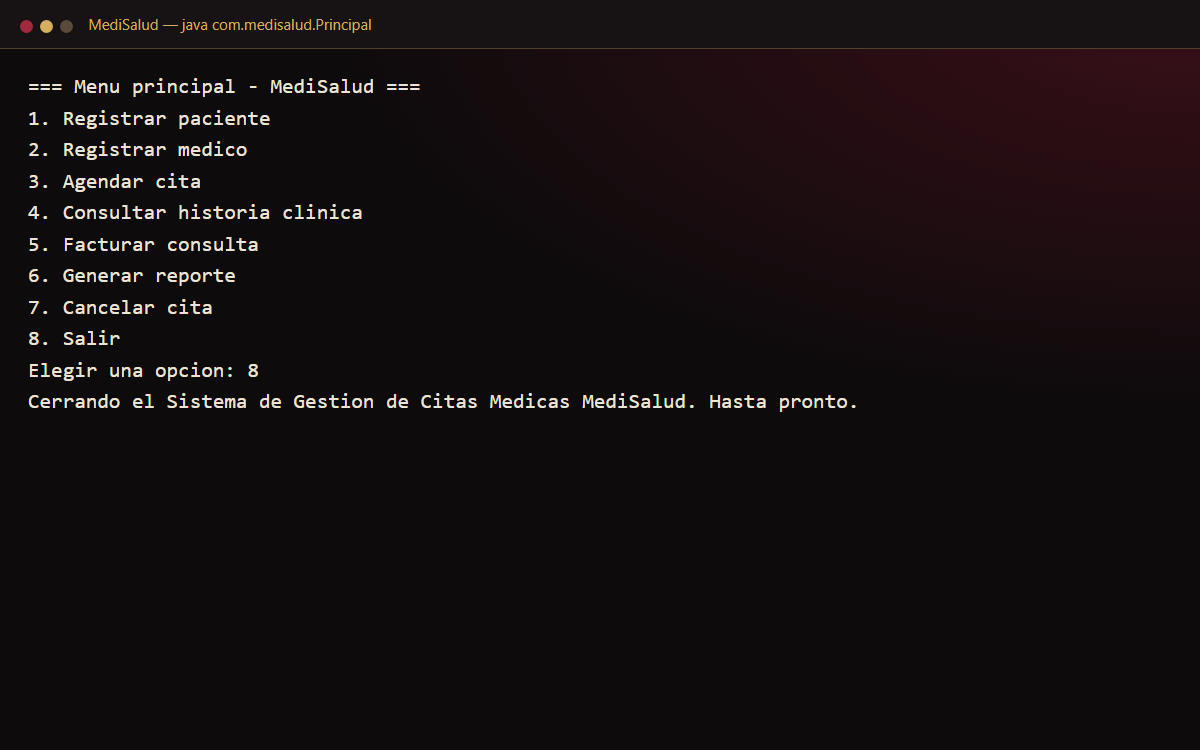 MediSalud — java com.medisalud.Principal
=== Menu principal - MediSalud ===
1. Registrar paciente
2. Registrar medico
3. Agendar cita
4. Consultar historia clinica
5. Facturar consulta
6. Generar reporte
7. Cancelar cita
8. Salir
Elegir una opcion: 8
Cerrando el Sistema de Gestion de Citas Medicas MediSalud. Hasta pronto.